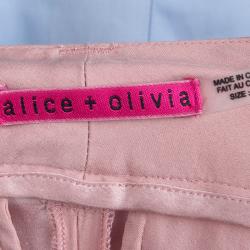 alice + olivia
MADE IN C
FAIT AU C
SIZE: